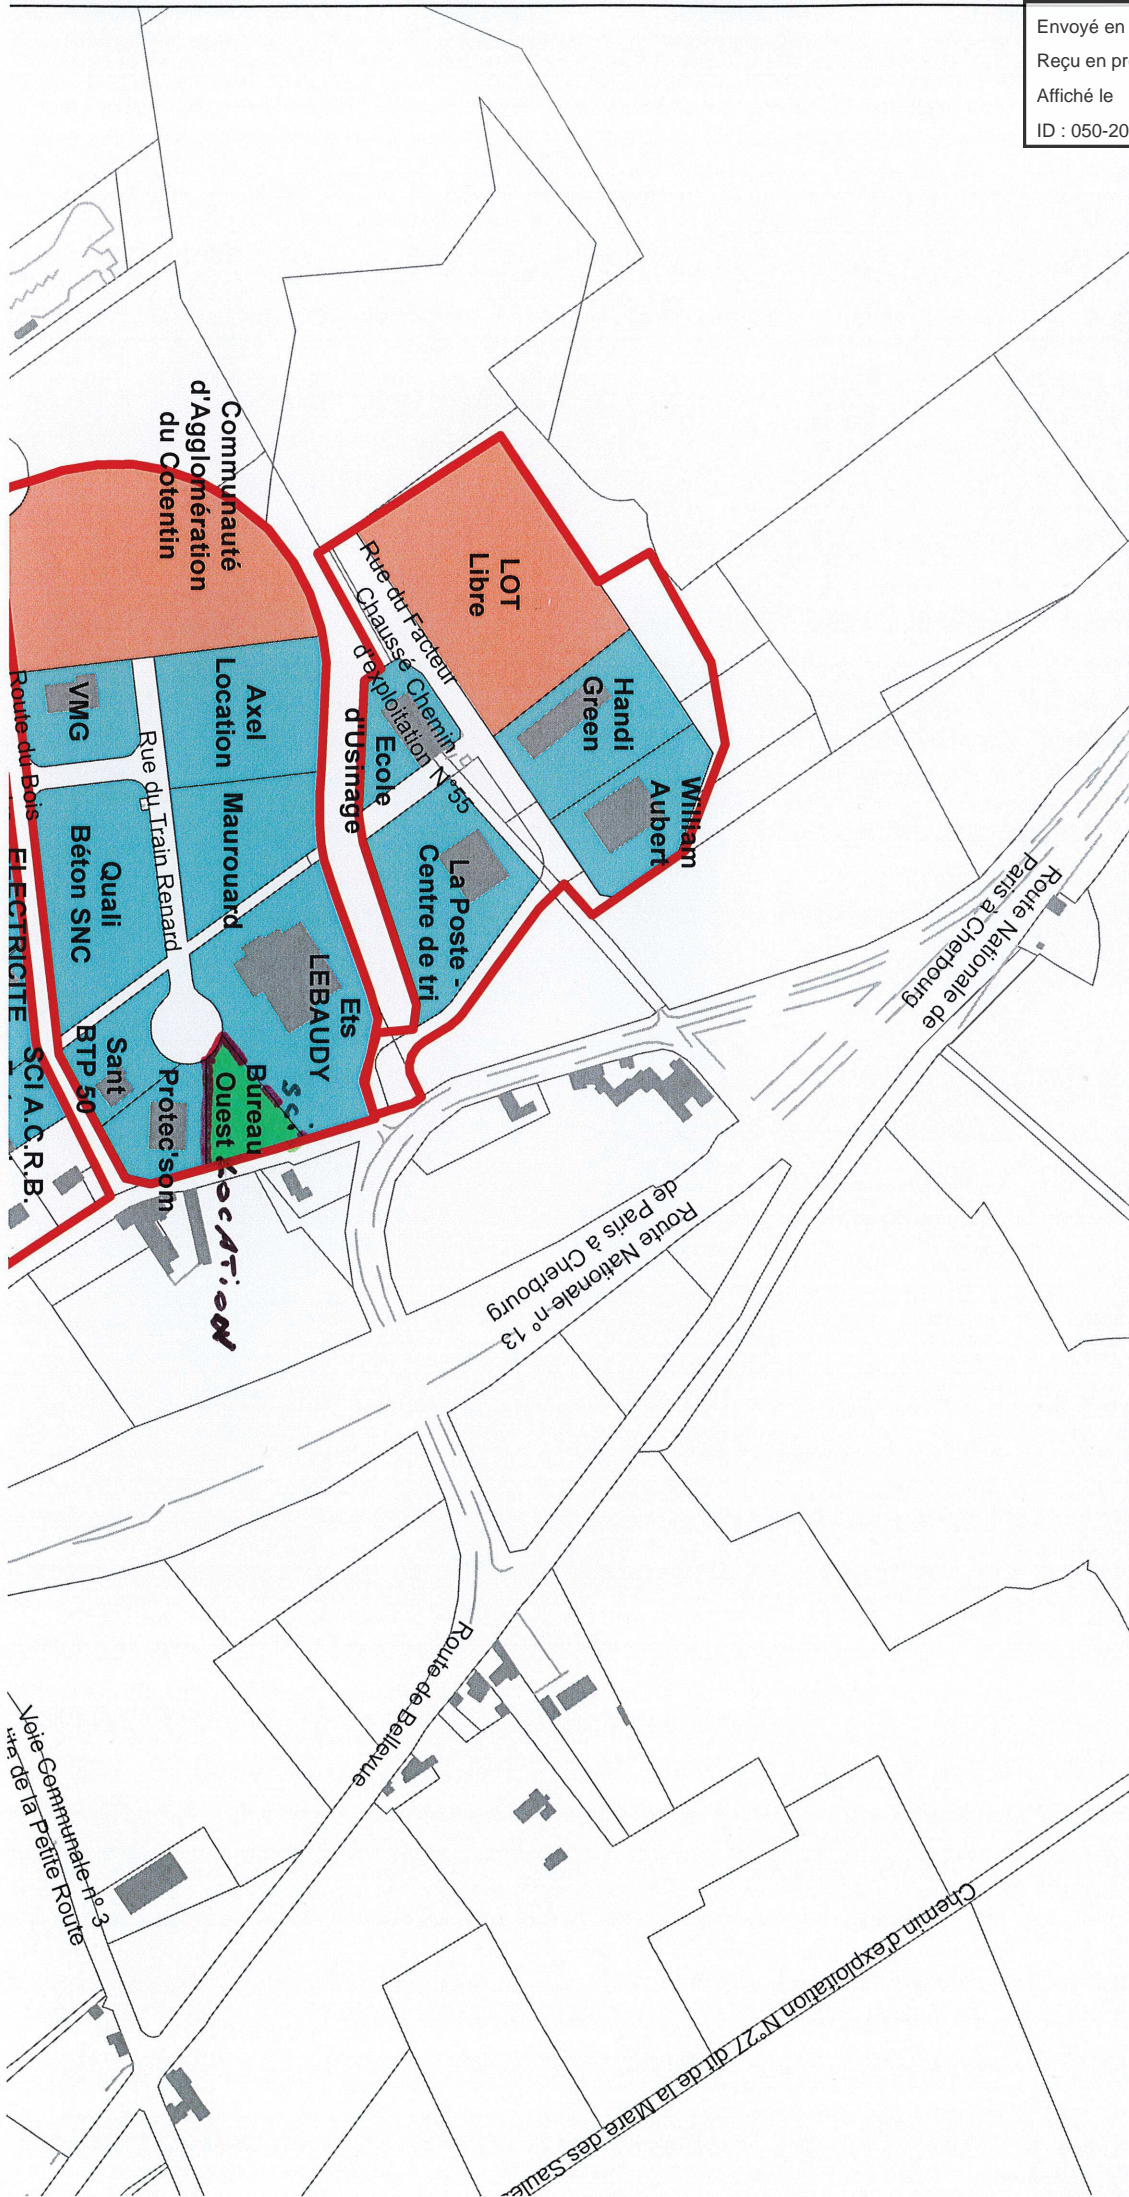 Envoyé en
Reçu en pr
Affiché le
ID : 050-20
Communauté
d'Agglomération
du Cotentin
LOT
Libre
Rue du Facteur
Chaussé Chemin
d'exploitation N°55
Handi
Green
William
Aubert
Axel
Location
VMG
Route du Bois
Rue du Train Renard
Maurouard
Ecole
d'Usinage
La Poste -
Centre de tri
Quali
Béton SNC
ELECTRICITE
SCI A.C.R.B.
Ets
LEBAUDY
Sant
BTP 50
Protec'som
Bureau
Ouest
SCI
LOCATION
Route Nationale de
Paris à Cherbourg
Route Nationale n° 13
de Paris à Cherbourg
Route de Bellevue
Voie Communale n° 3
ite de la Petite Route
Chemin d'exploitation N°27 dit de la Mare des Saule